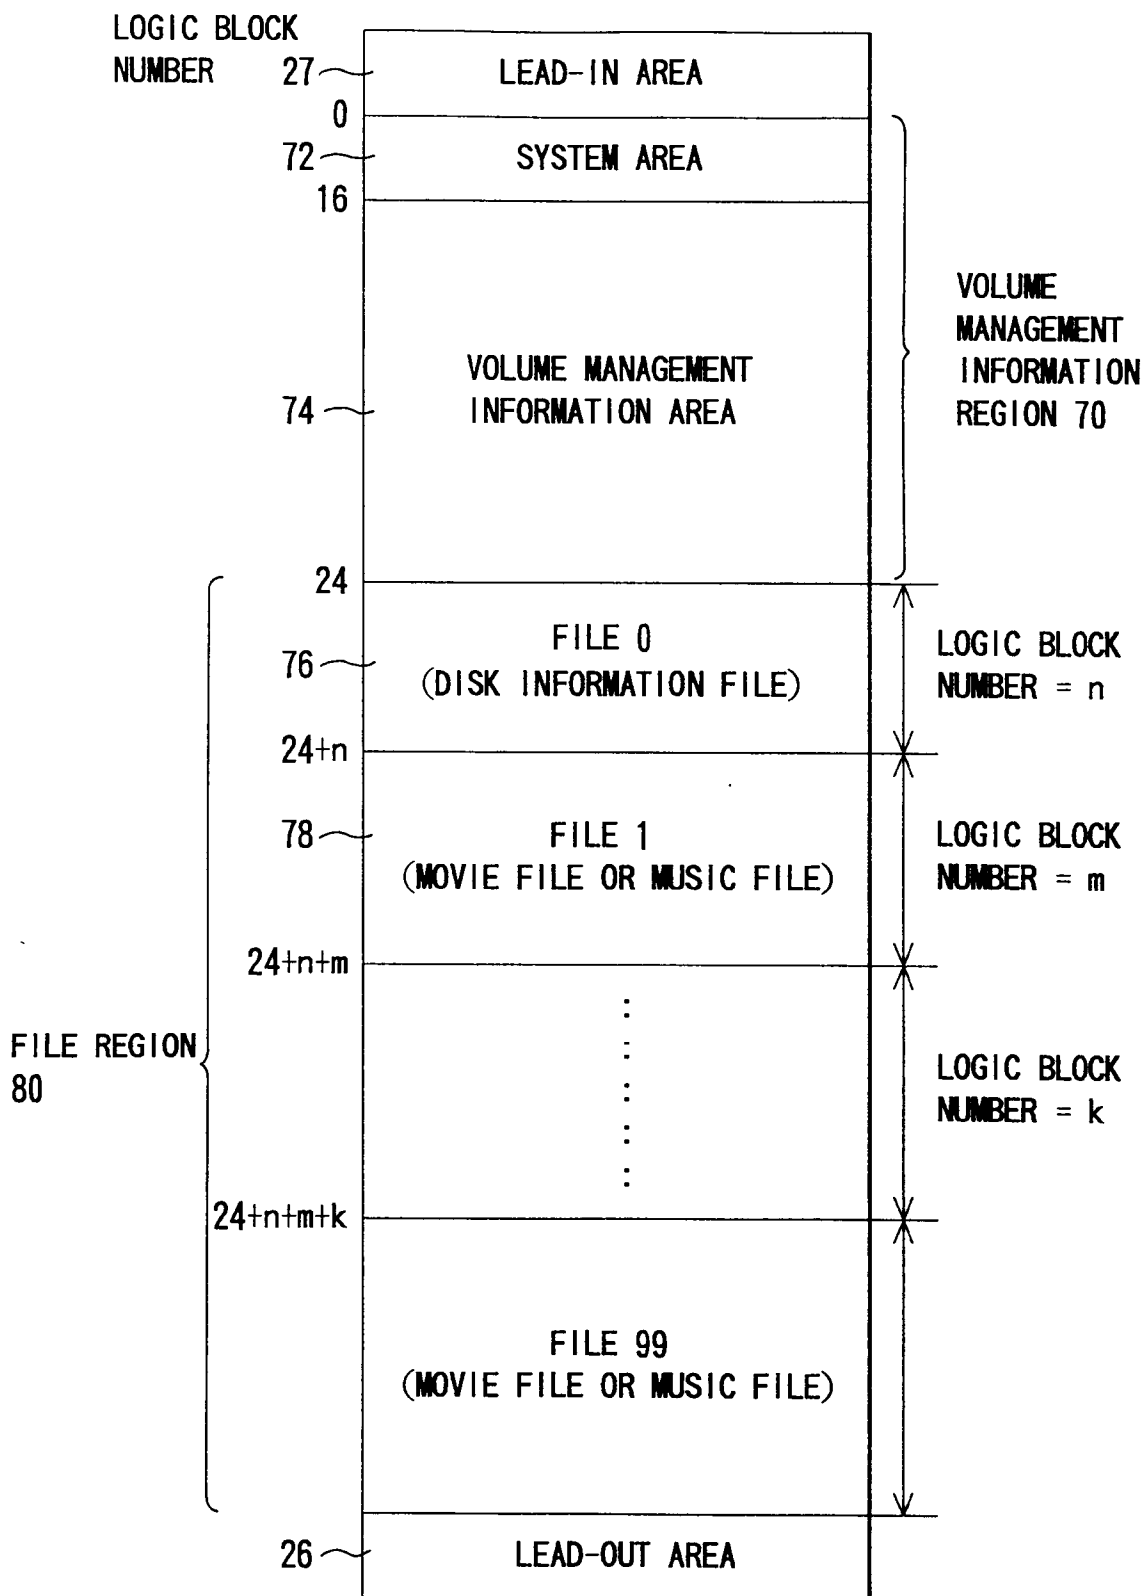 LOGIC BLOCK
NUMBER
27
LEAD-IN AREA
0
72
SYSTEM AREA
16
VOLUME
MANAGEMENT
INFORMATION
REGION 70
74
VOLUME MANAGEMENT
INFORMATION AREA
24
76
FILE 0
(DISK INFORMATION FILE)
LOGIC BLOCK
NUMBER = n
24+n
78
FILE 1
(MOVIE FILE OR MUSIC FILE)
LOGIC BLOCK
NUMBER = m
24+n+m
FILE REGION
80
LOGIC BLOCK
NUMBER = k
24+n+m+k
FILE 99
(MOVIE FILE OR MUSIC FILE)
26
LEAD-OUT AREA